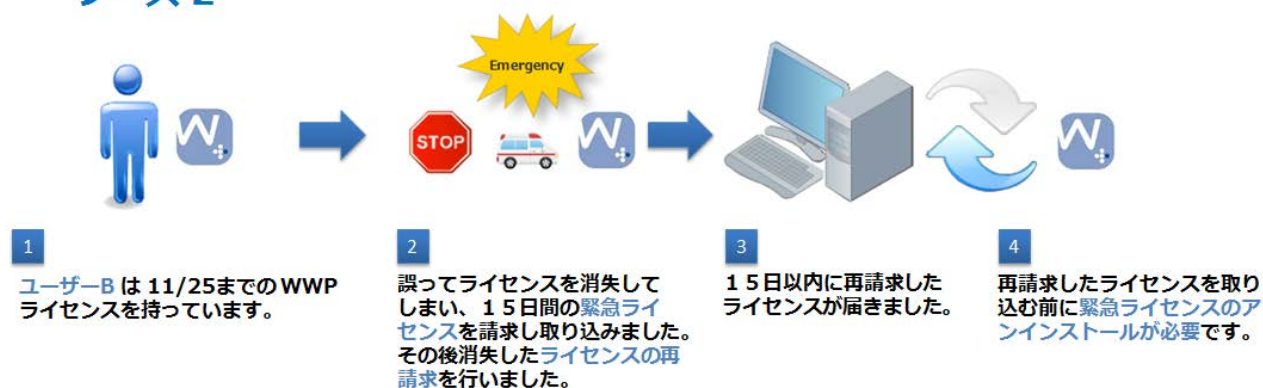 Emergency
STOP
1
ユーザーB は 11/25までのWWP
ライセンスを持っています。
2
誤ってライセンスを消失して
しまい、１５日間の緊急ライ
センスを請求し取り込みました。
その後消失したライセンスの再
請求を行いました。
3
１５日以内に再請求した
ライセンスが届きました。
4
再請求したライセンスを取り
込む前に緊急ライセンスのア
ンインストールが必要です。